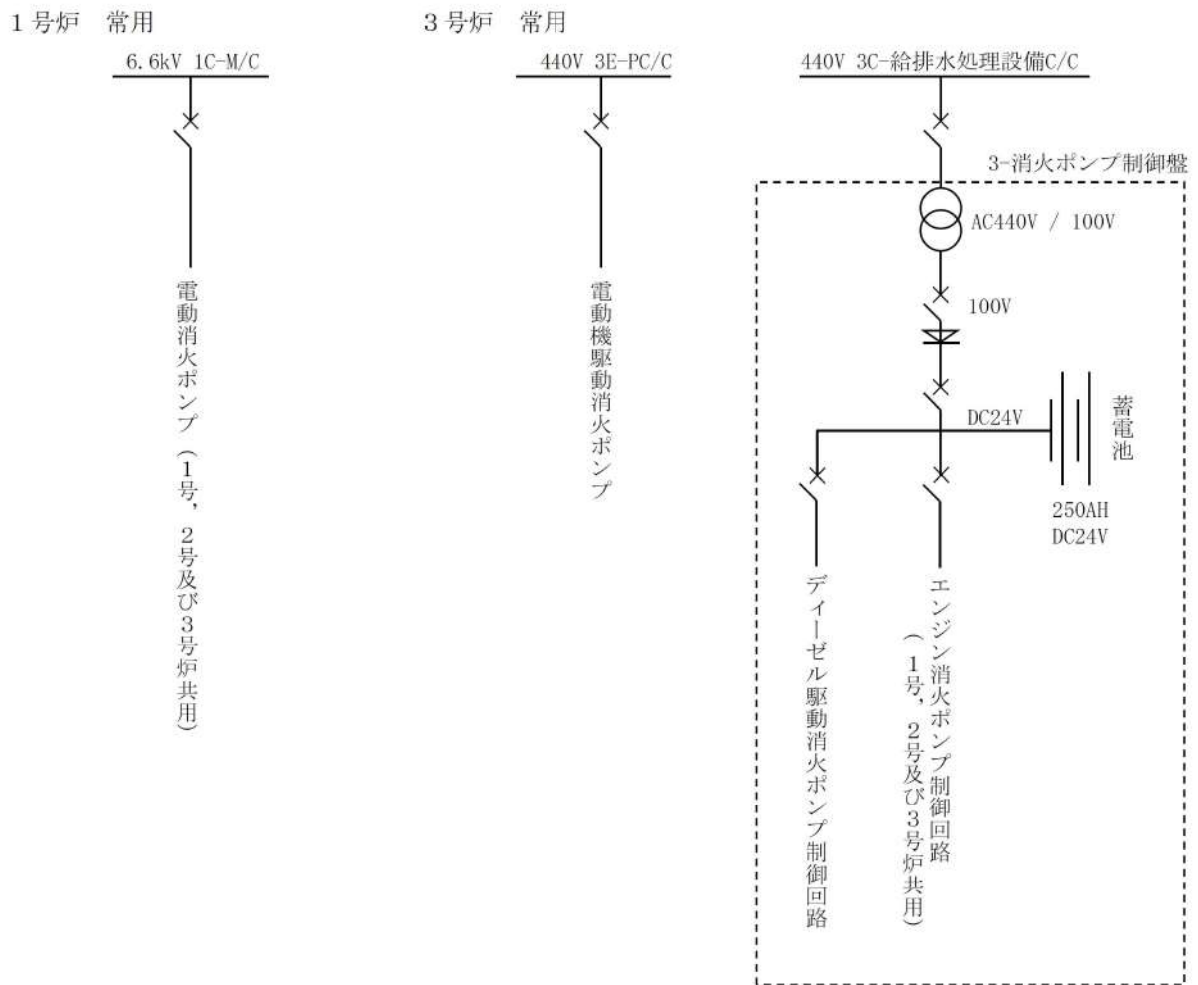 1号炉 常用
6.6kV 1C-M/C
電動消火ポンプ(1号,2号及び3号炉共用)
3号炉 常用
440V 3E-PC/C
電動機駆動消火ポンプ
440V 3C-給排水処理設備C/C
3-消火ポンプ制御盤
AC440V / 100V
100V
DC24V
蓄電池
250AH
DC24V
ディーゼル駆動消火ポンプ制御回路
エンジン消火ポンプ制御回路
(1号,2号及び3号炉共用)